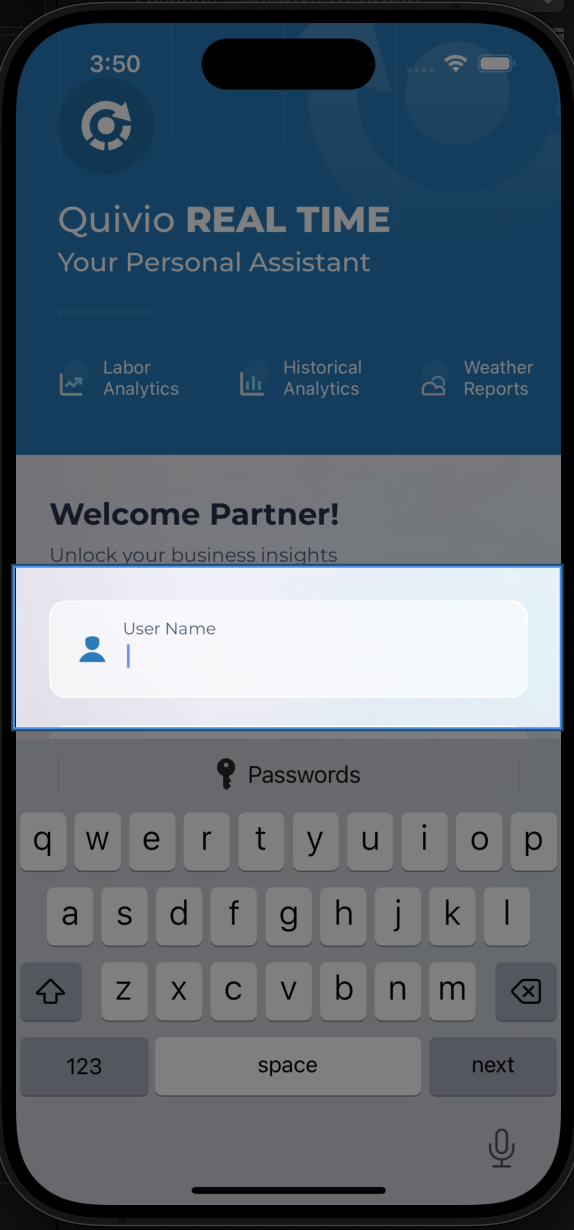 3:50
Quivio REAL TIME
Your Personal Assistant
Labor Analytics
Historical Analytics
Weather Reports
Welcome Partner!
Unlock your business insights
User Name
Passwords
q w e r t y u i o p
a s d f g h j k l
z x c v b n m
123 space next